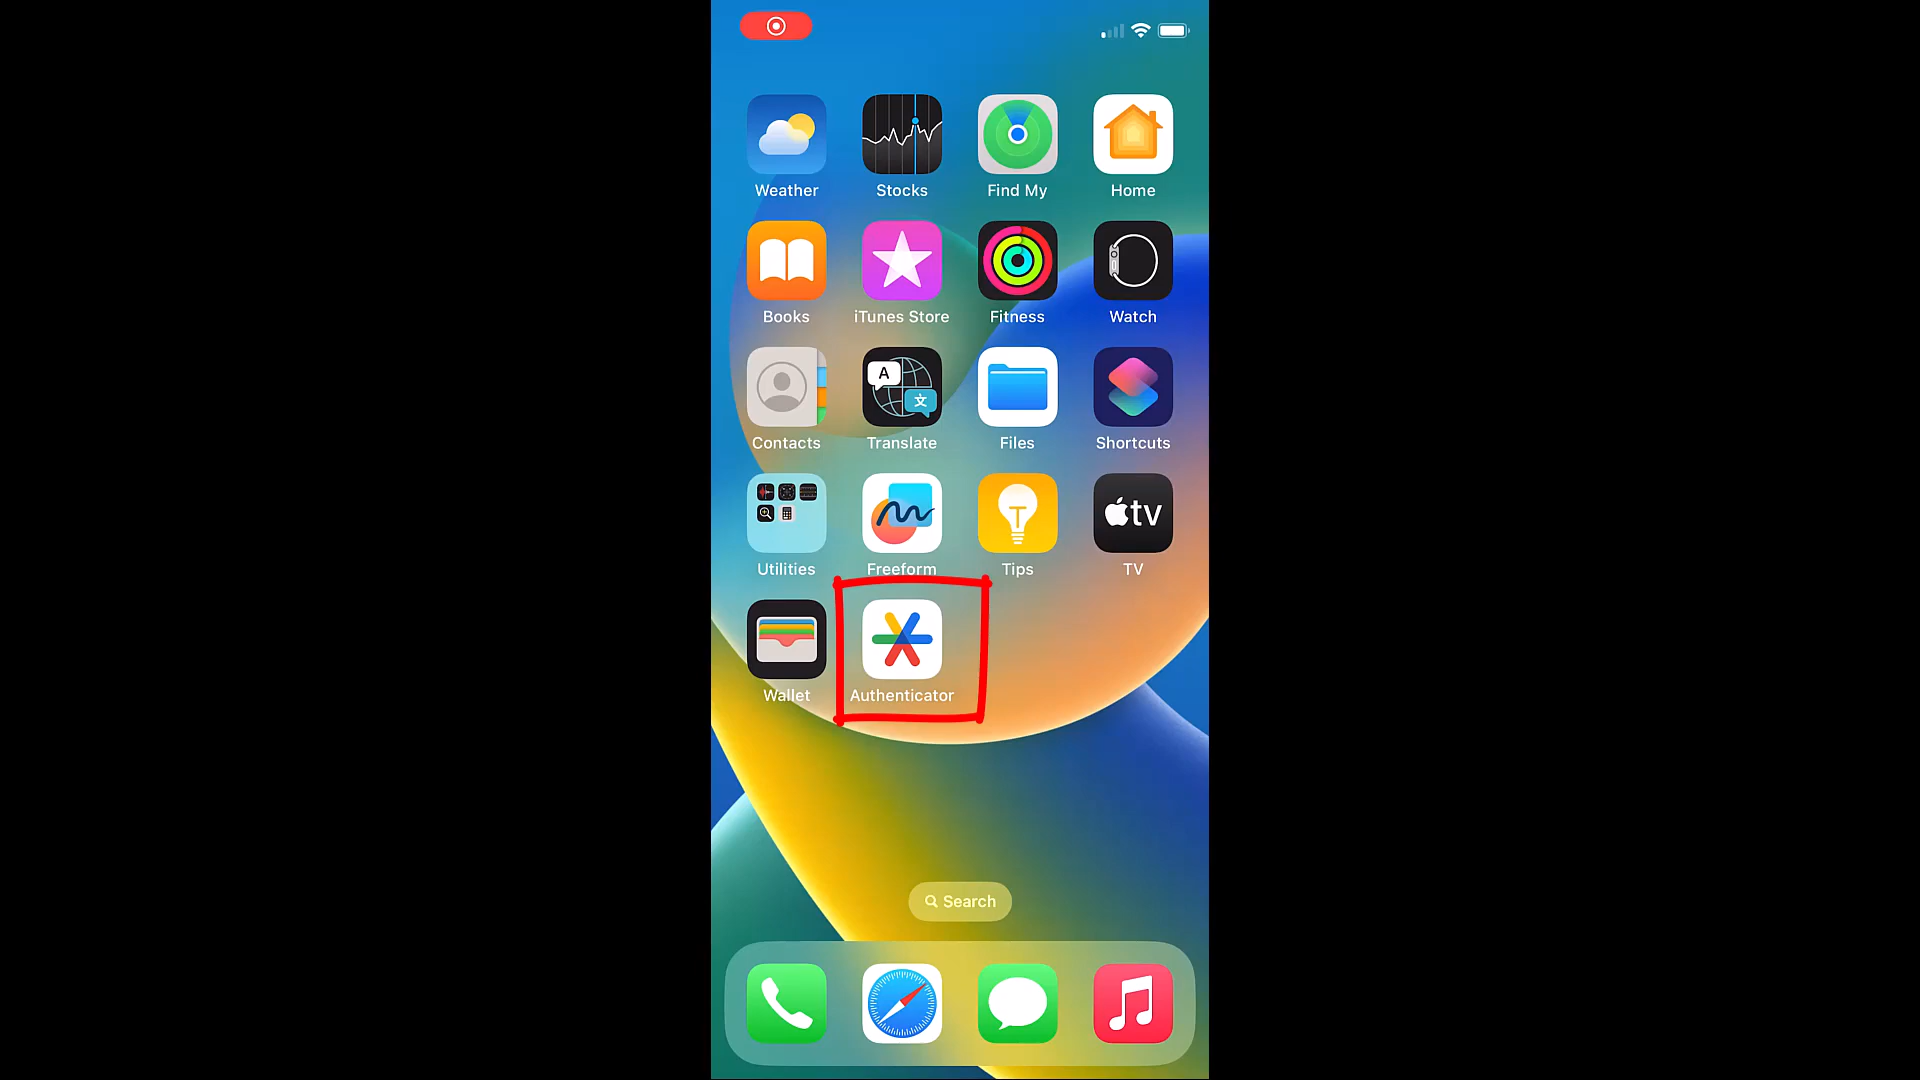 Weather Stocks Find My Home
Books iTunes Store Fitness Watch
A
文
Contacts Translate Files Shortcuts
T
tv
Utilities Freeform Tips TV
Wallet Authenticator
Search